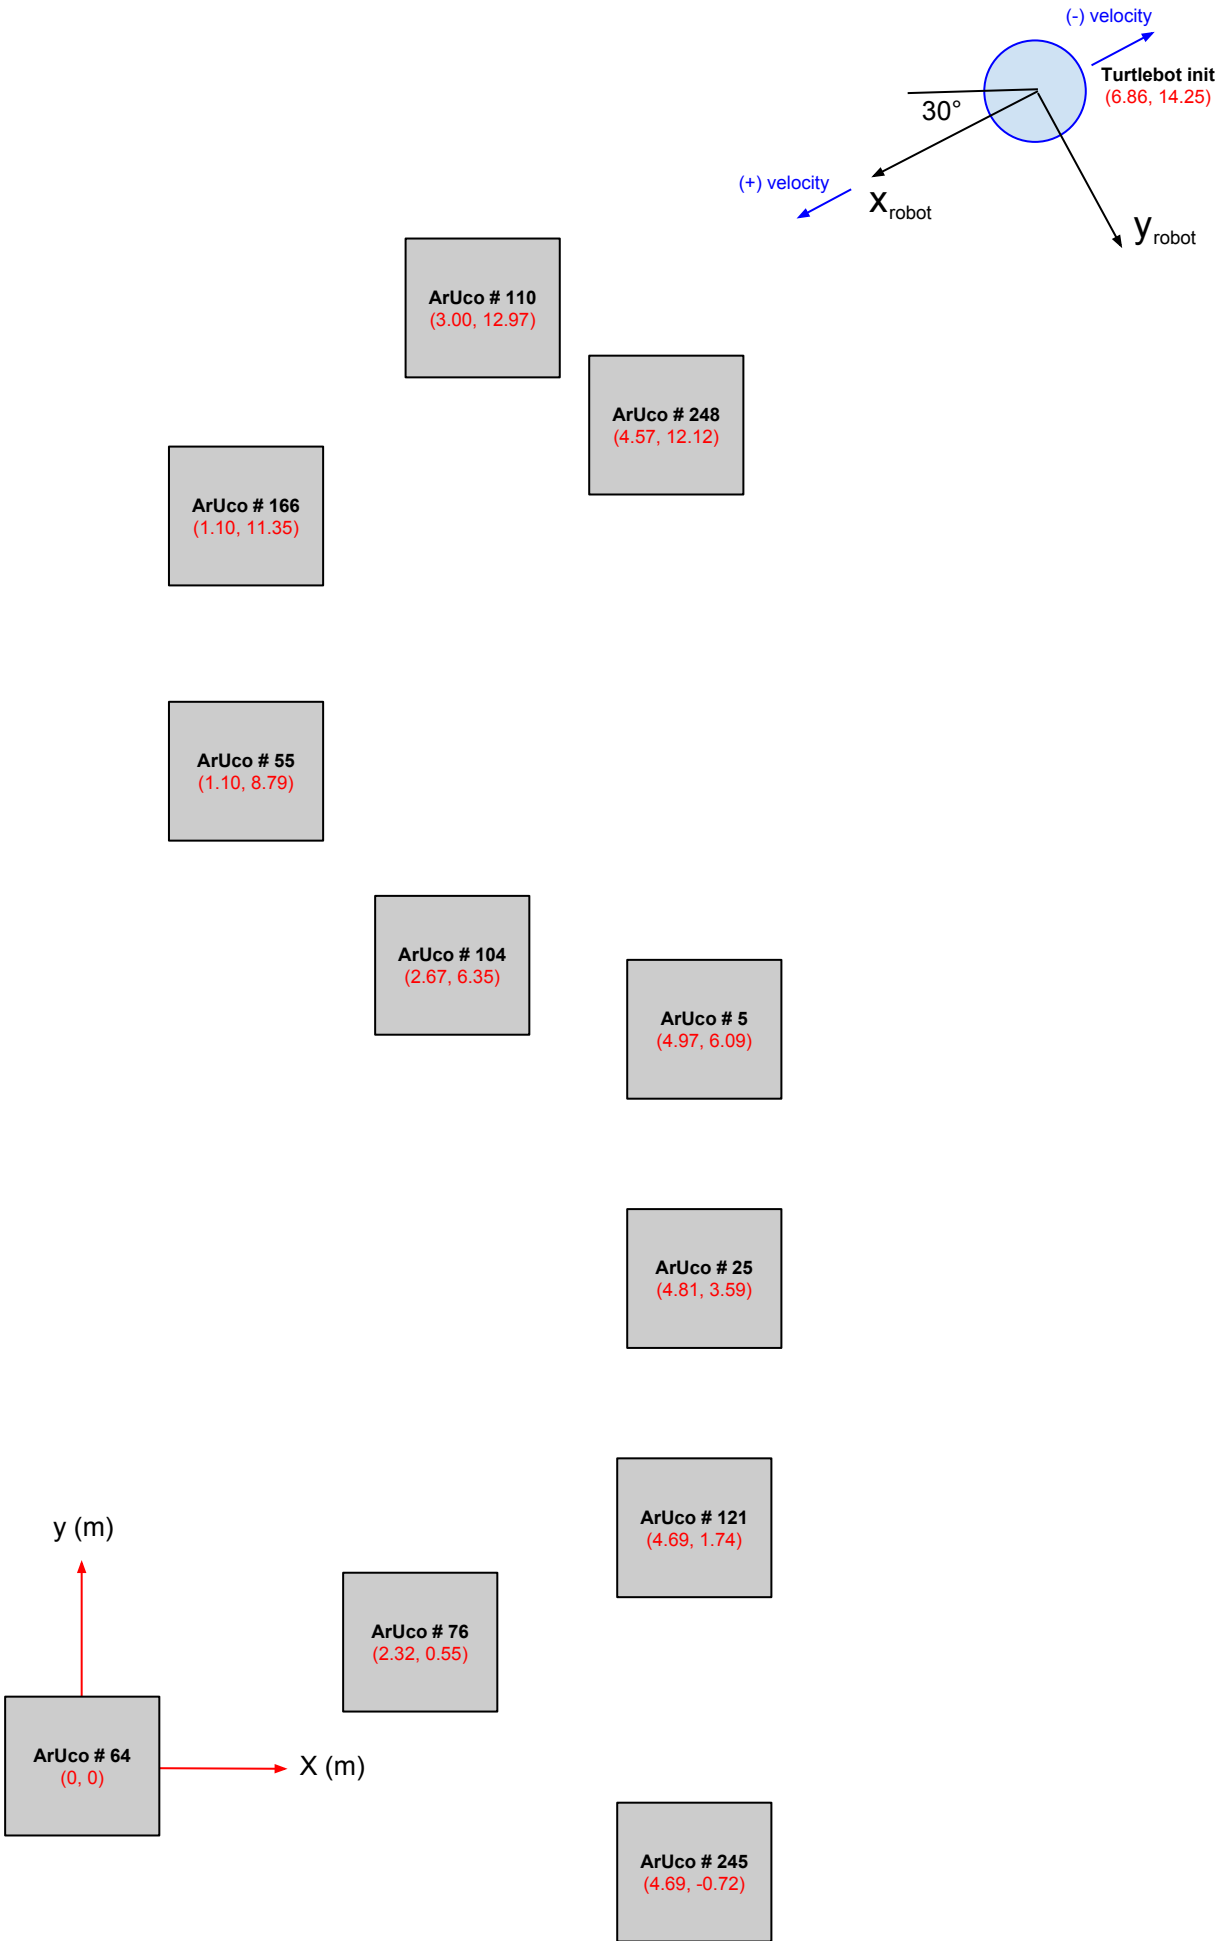 (-) velocity
Turtlebot init
(6.86, 14.25)
30°
(+) velocity
Xrobot
yrobot
ArUco # 110
(3.00, 12.97)
ArUco # 248
(4.57, 12.12)
ArUco # 166
(1.10, 11.35)
ArUco # 55
(1.10, 8.79)
ArUco # 104
(2.67, 6.35)
ArUco # 5
(4.97, 6.09)
ArUco # 25
(4.81, 3.59)
ArUco # 121
(4.69, 1.74)
y (m)
ArUco # 76
(2.32, 0.55)
ArUco # 64
(0, 0)
X (m)
ArUco # 245
(4.69, -0.72)